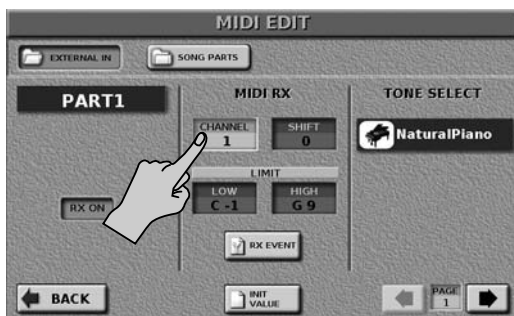 MIDI EDIT
EXTERNAL IN
SONG PARTS
PART1
MIDI RX
TONE SELECT
CHANNEL
1
SHIFT
0
NaturalPiano
LIMIT
LOW
C -1
HIGH
G 9
RX ON
RX EVENT
BACK
INIT
VALUE
PAGE
1